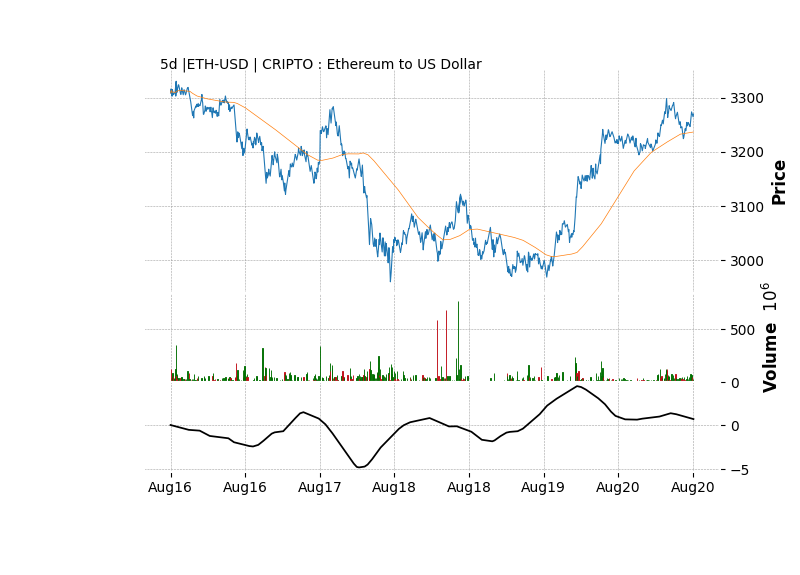 5d |ETH-USD | CRIPTO : Ethereum to US Dollar
3300
3200
3100
3000
Price
500
0
Volume 10^6
0
−5
Aug16 Aug16 Aug17 Aug18 Aug18 Aug19 Aug20 Aug20